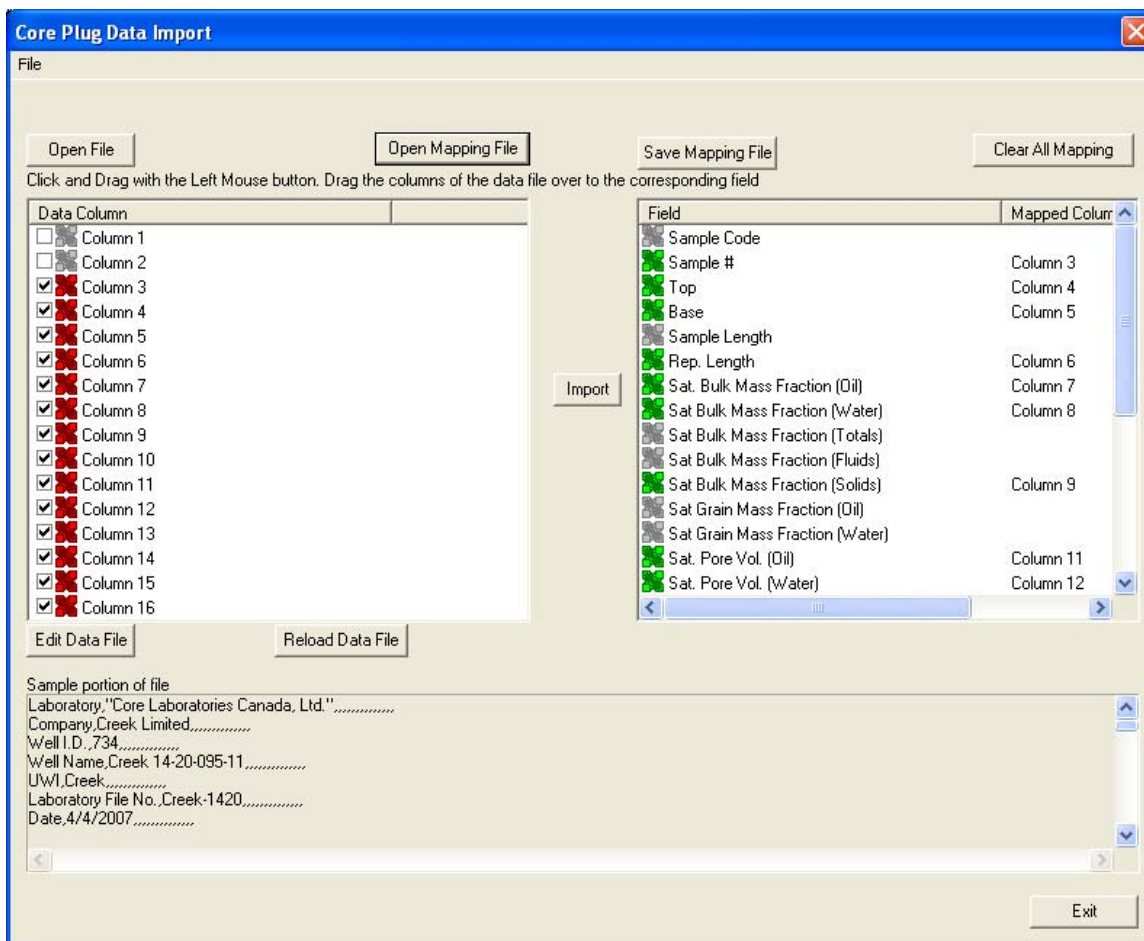 Core Plug Data Import
File
Open File
Open Mapping File
Save Mapping File
Clear All Mapping
Click and Drag with the Left Mouse button. Drag the columns of the data file over to the corresponding field
Data Column
Column 1
Column 2
Column 3
Column 4
Column 5
Column 6
Column 7
Column 8
Column 9
Column 10
Column 11
Column 12
Column 13
Column 14
Column 15
Column 16
Import
Field Mapped Colum
Sample Code
Sample # Column 3
Top Column 4
Base Column 5
Sample Length
Rep. Length Column 6
Sat. Bulk Mass Fraction (Oil) Column 7
Sat Bulk Mass Fraction (Water) Column 8
Sat Bulk Mass Fraction (Totals)
Sat Bulk Mass Fraction (Fluids)
Sat Bulk Mass Fraction (Solids) Column 9
Sat Grain Mass Fraction (Oil)
Sat Grain Mass Fraction (Water)
Sat. Pore Vol. (Oil) Column 11
Sat. Pore Vol. (Water) Column 12
Edit Data File
Reload Data File
Sample portion of file
Laboratory,"Core Laboratories Canada, Ltd.",,,,,,,,,,,,,,
Company,Creek Limited,,,,,,,,,,,,,,
Well I.D.,734,,,,,,,,,,,,,,
Well Name,Creek 14-20-095-11,,,,,,,,,,,,,,
UWI,Creek,,,,,,,,,,,,,,
Laboratory File No.,Creek-1420,,,,,,,,,,,,,,
Date,4/4/2007,,,,,,,,,,,,,,
Exit